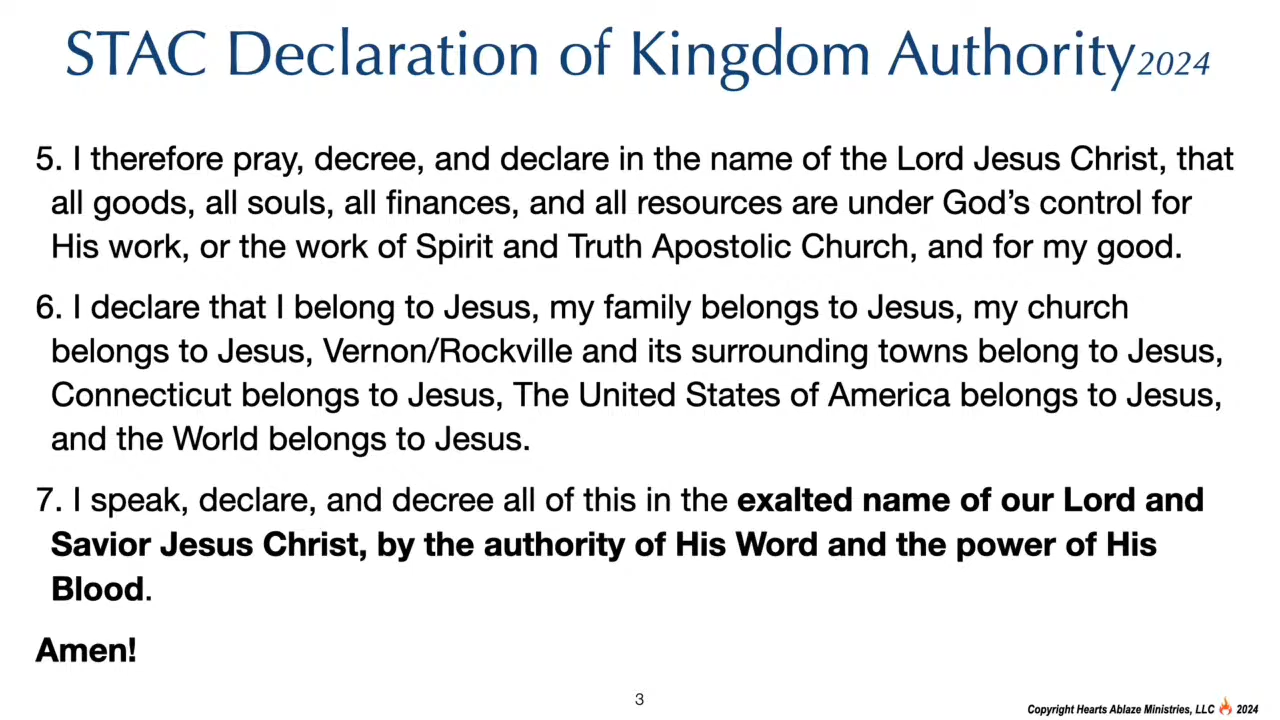 STAC Declaration of Kingdom Authority 2024
5. I therefore pray, decree, and declare in the name of the Lord Jesus Christ, that
all goods, all souls, all finances, and all resources are under God’s control for
His work, or the work of Spirit and Truth Apostolic Church, and for my good.
6. I declare that I belong to Jesus, my family belongs to Jesus, my church
belongs to Jesus, Vernon/Rockville and its surrounding towns belong to Jesus,
Connecticut belongs to Jesus, The United States of America belongs to Jesus,
and the World belongs to Jesus.
7. I speak, declare, and decree all of this in the exalted name of our Lord and
Savior Jesus Christ, by the authority of His Word and the power of His
Blood.
Amen!
3
Copyright Hearts Ablaze Ministries, LLC 🔥 2024